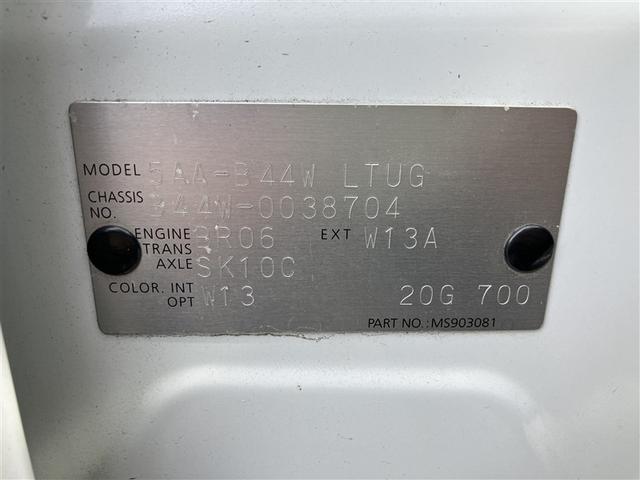 MODEL 5AA-B44W LTUG
CHASSIS NO. B44W-0038704
ENGINE BR06 EXT W13A
TRANS AXLE SK10C
COLOR. INT OPT W13 20G 700
PART NO.: MS903081